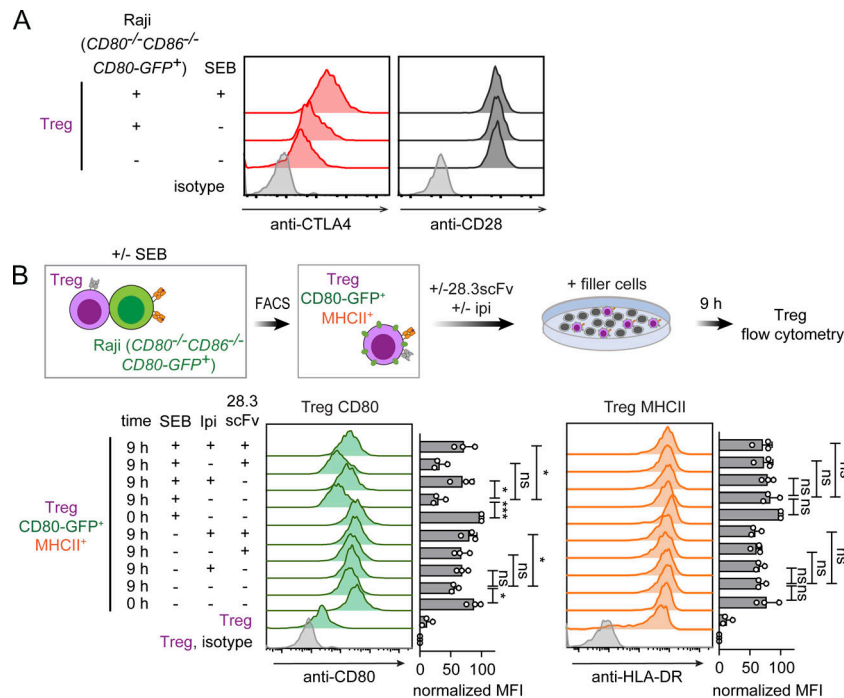 A
Raji
(CD80-/-CD86-/-
CD80-GFP+) SEB
Treg
+ +
+ -
- -
isotype
anti-CTLA4
anti-CD28
B
+/- SEB
Treg
Raji (CD80-/-CD86-/-
CD80-GFP+)
FACS
Treg
CD80-GFP+
MHCII+
+/-28.3scFv
+/- ipi
+ filler cells
9 h
Treg
flow cytometry
time SEB Ipi 28.3
scFv
Treg CD80
Treg MHCII
9 h + + +
9 h + - +
9 h + + -
9 h + - -
0 h + - -
9 h - + +
9 h - - +
9 h - + -
9 h - - -
0 h - - -
Treg
CD80-GFP+
MHCII+
Treg
Treg, isotype
anti-CD80
0 50 100
normalized MFI
* ns * ***
* ns ns *
anti-HLA-DR
0 50 100
normalized MFI
ns ns ns ns
ns ns ns ns